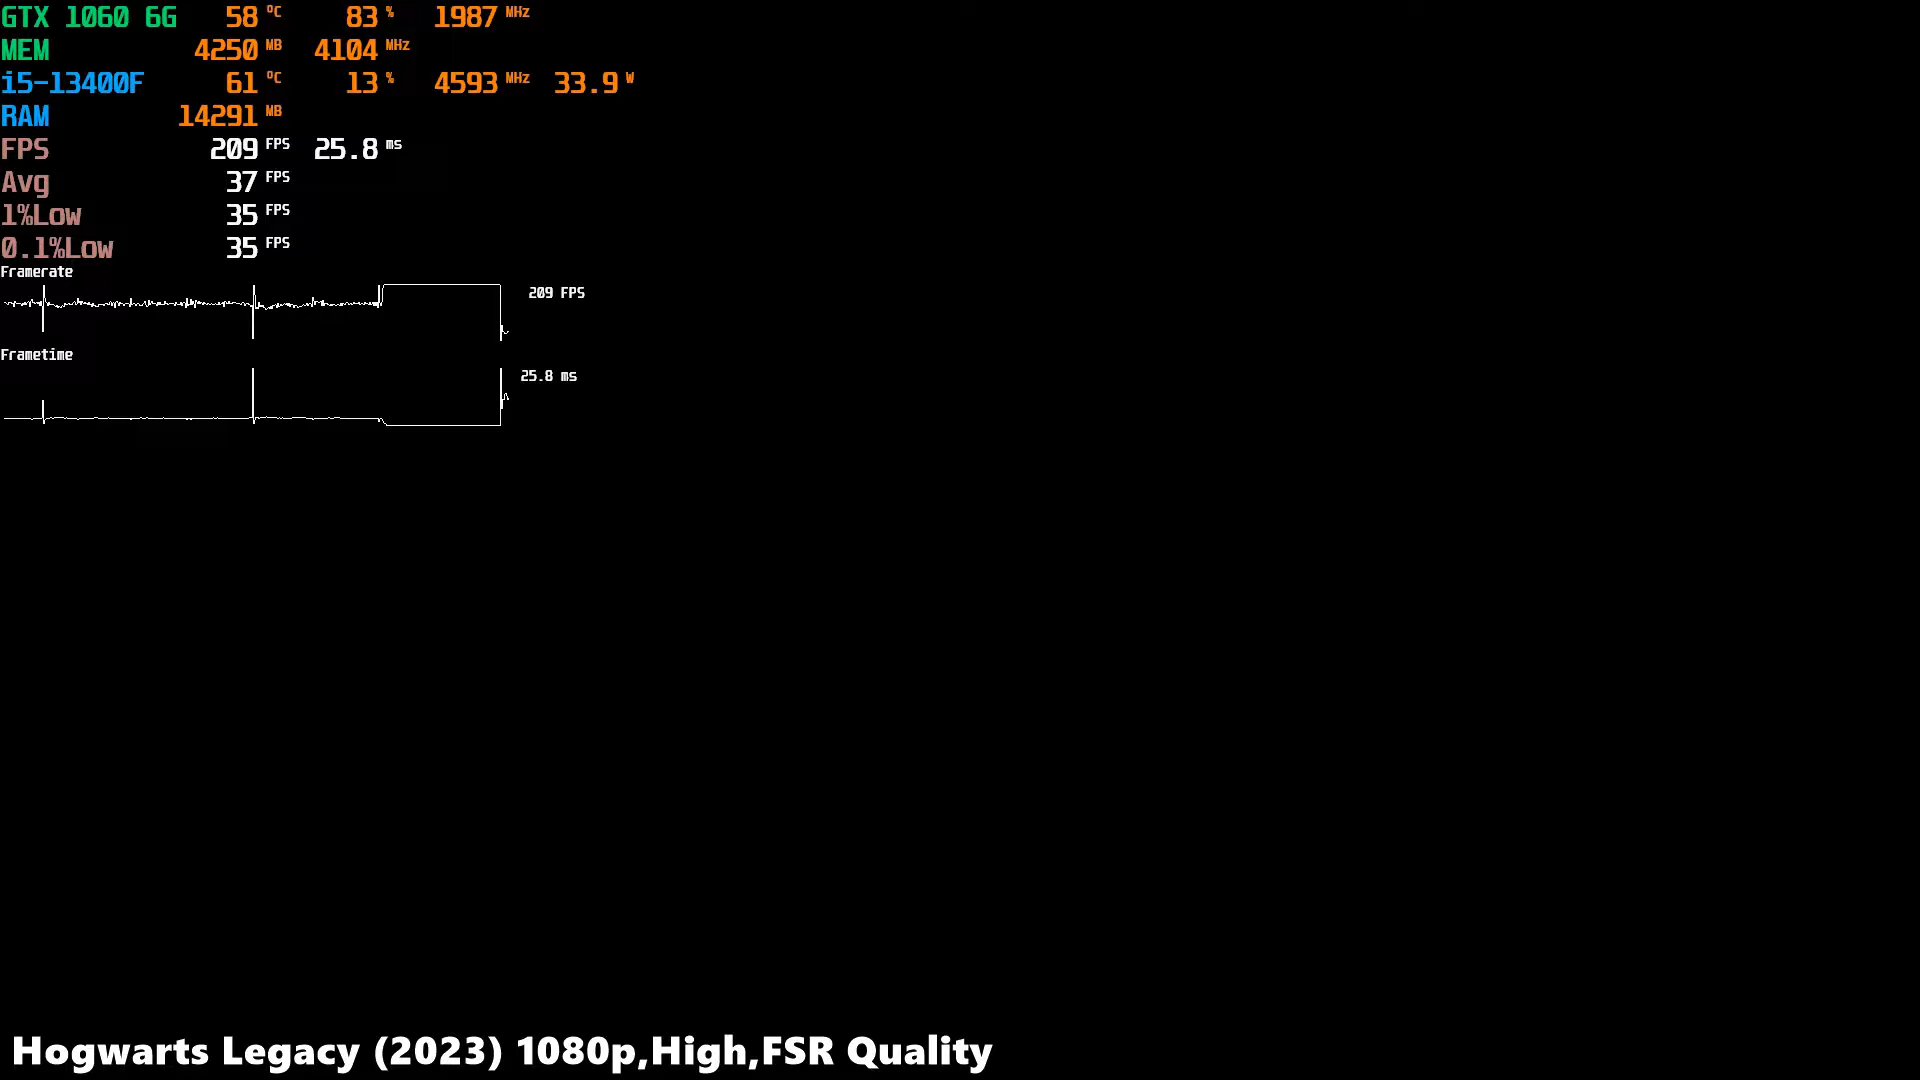 GTX 1060 6G 58 °C 83 % 1987 MHz
MEM 4250 MB 4104 MHz
i5-13400F 61 °C 13 % 4593 MHz 33.9 W
RAM 14291 MB
FPS 209 FPS 25.8 ms
Avg 37 FPS
1%Low 35 FPS
0.1%Low 35 FPS
Framerate
209 FPS
Frametime
25.8 ms
Hogwarts Legacy (2023) 1080p,High,FSR Quality